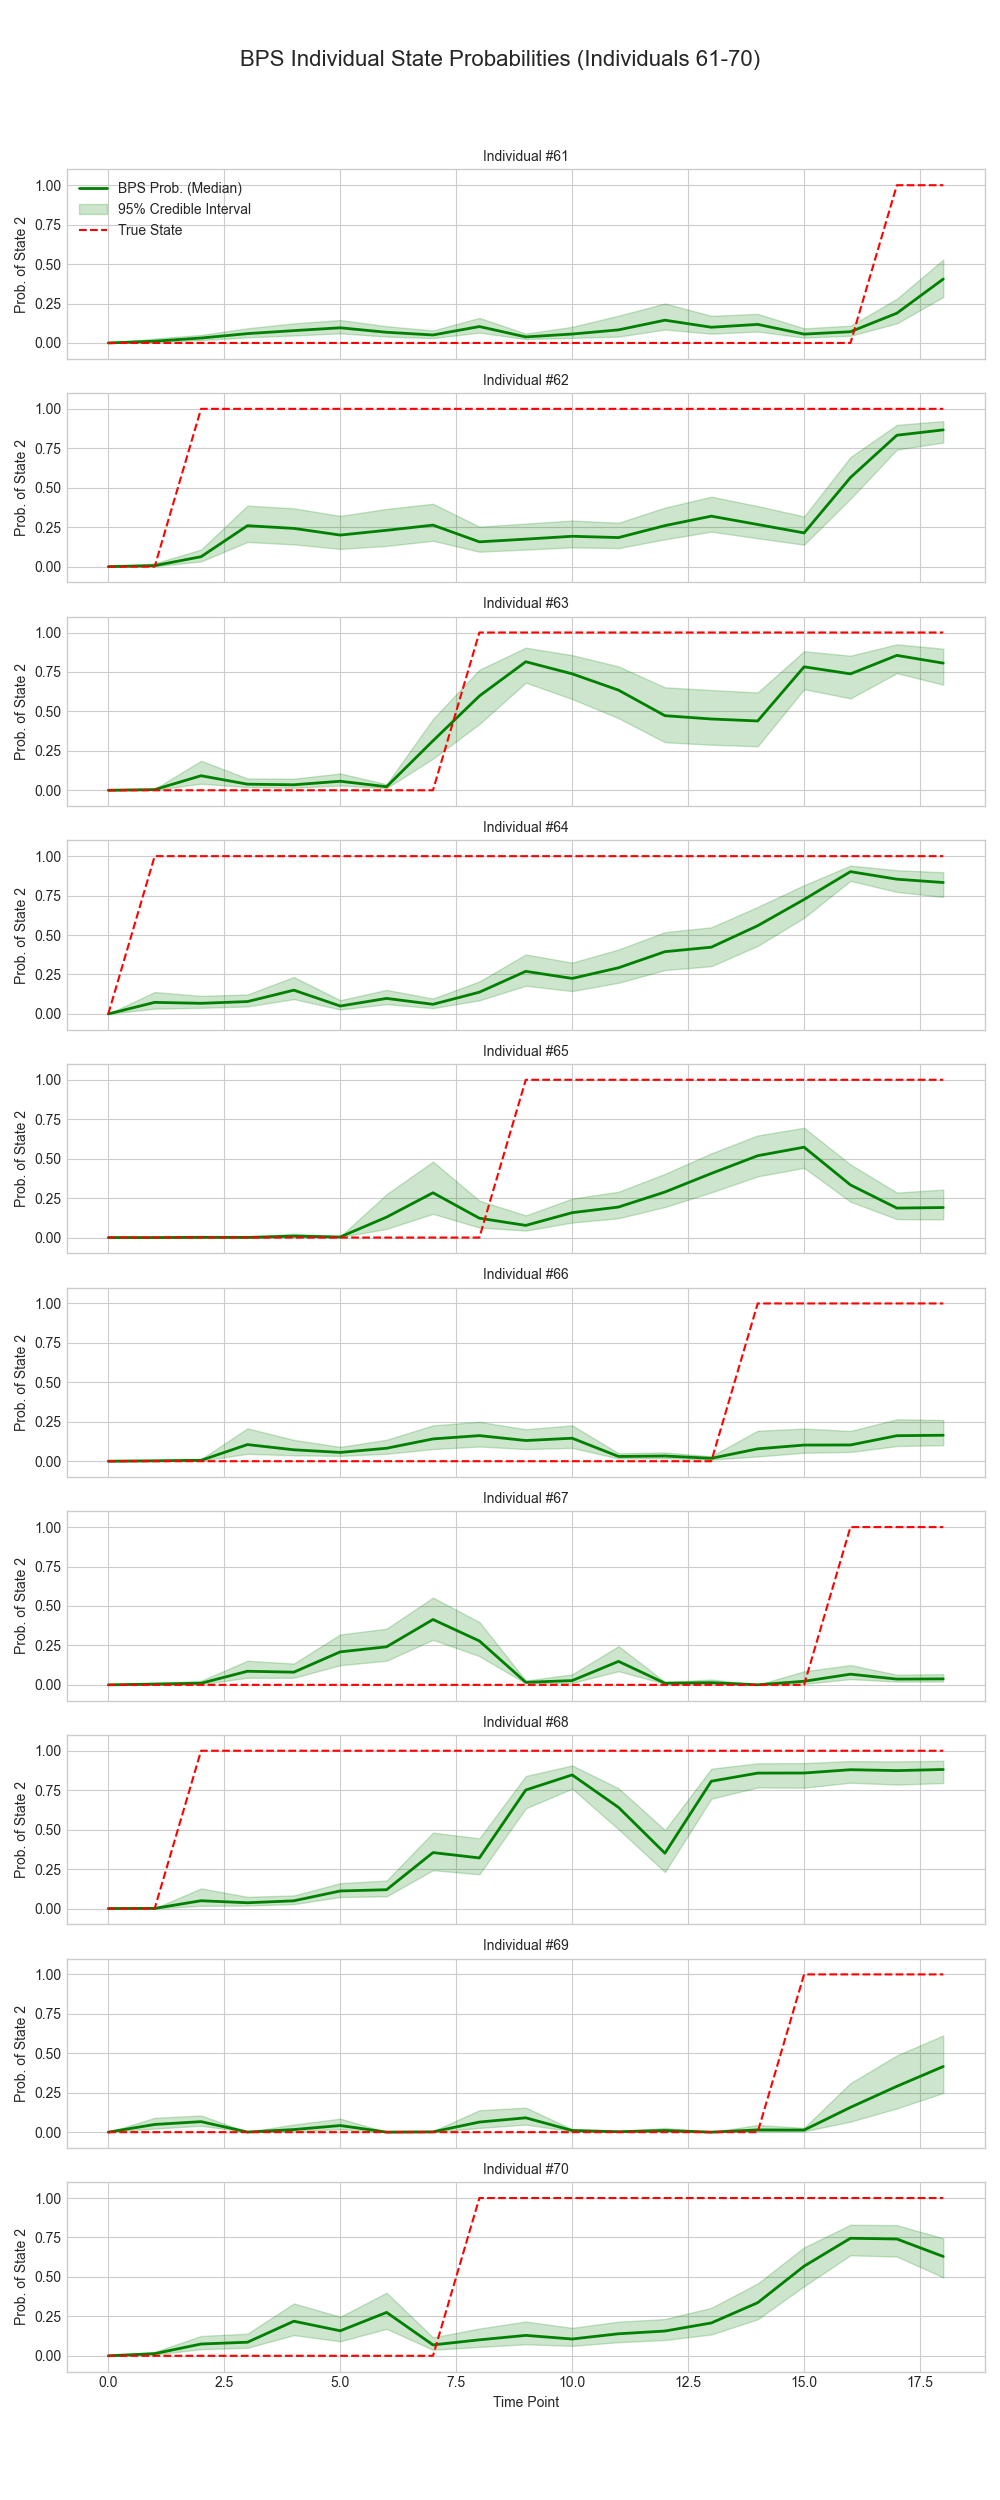 BPS Individual State Probabilities (Individuals 61-70)
Individual #61
BPS Prob. (Median)
95% Credible Interval
True State
Prob. of State 2
1.00
0.75
0.50
0.25
0.00
Individual #62
Prob. of State 2
1.00
0.75
0.50
0.25
0.00
Individual #63
Prob. of State 2
1.00
0.75
0.50
0.25
0.00
Individual #64
Prob. of State 2
1.00
0.75
0.50
0.25
0.00
Individual #65
Prob. of State 2
1.00
0.75
0.50
0.25
0.00
Individual #66
Prob. of State 2
1.00
0.75
0.50
0.25
0.00
Individual #67
Prob. of State 2
1.00
0.75
0.50
0.25
0.00
Individual #68
Prob. of State 2
1.00
0.75
0.50
0.25
0.00
Individual #69
Prob. of State 2
1.00
0.75
0.50
0.25
0.00
Individual #70
Prob. of State 2
1.00
0.75
0.50
0.25
0.00
0.0 2.5 5.0 7.5 10.0 12.5 15.0 17.5
Time Point